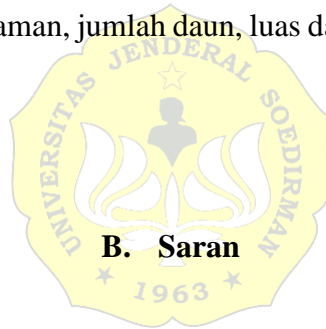 aman, jumlah daun, luas da
UNIVERSITAS JENDERAL SOEDIRMAN
B. Saran
1963